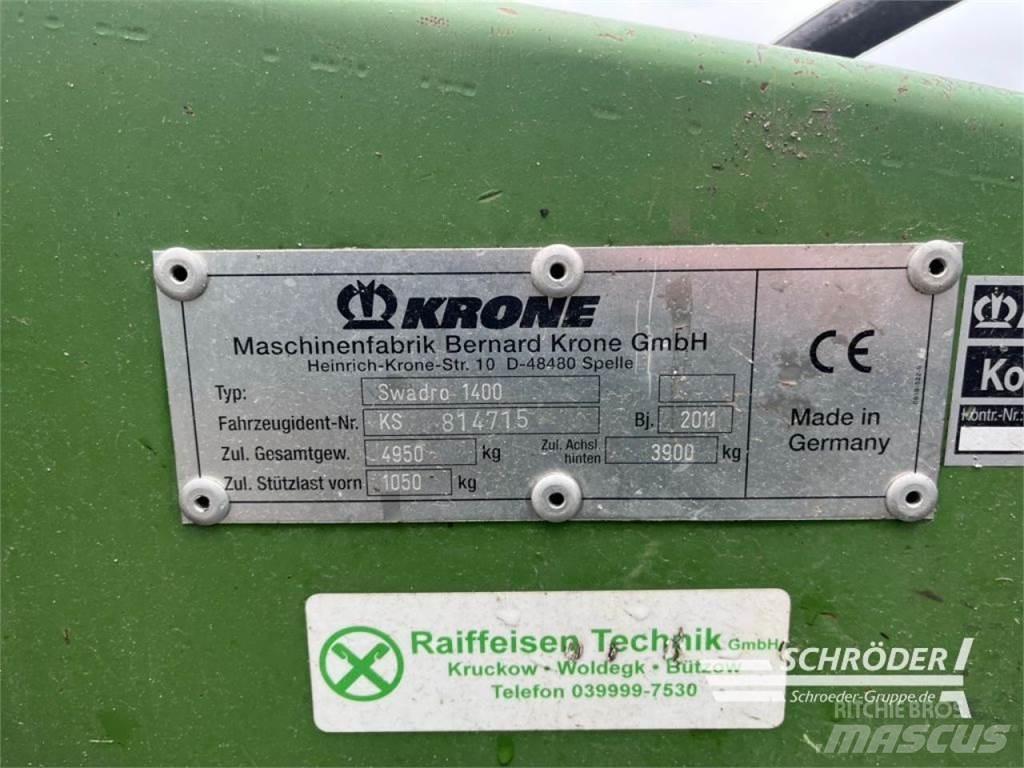 KRONE
Maschinenfabrik Bernard Krone GmbH
Heinrich-Krone-Str. 10 D-48480 Spelle
Typ: Swadro 1400
Fahrzeugident-Nr. KS 814715 Bj. 2011
Zul. Gesamtgew. 4950 kg Zul. Achsl hinten 3900 kg
Zul. Stützlast vorn 1050 kg
CE
Made in
Germany
Ko
Kontr.-Nr.:
Raiffeisen Technik GmbH
Kruckow · Woldegk · Bützow
Telefon 039999-7530
SCHRÖDER
Schroeder-Gruppe.de
RITCHIE BROS
MASCUS